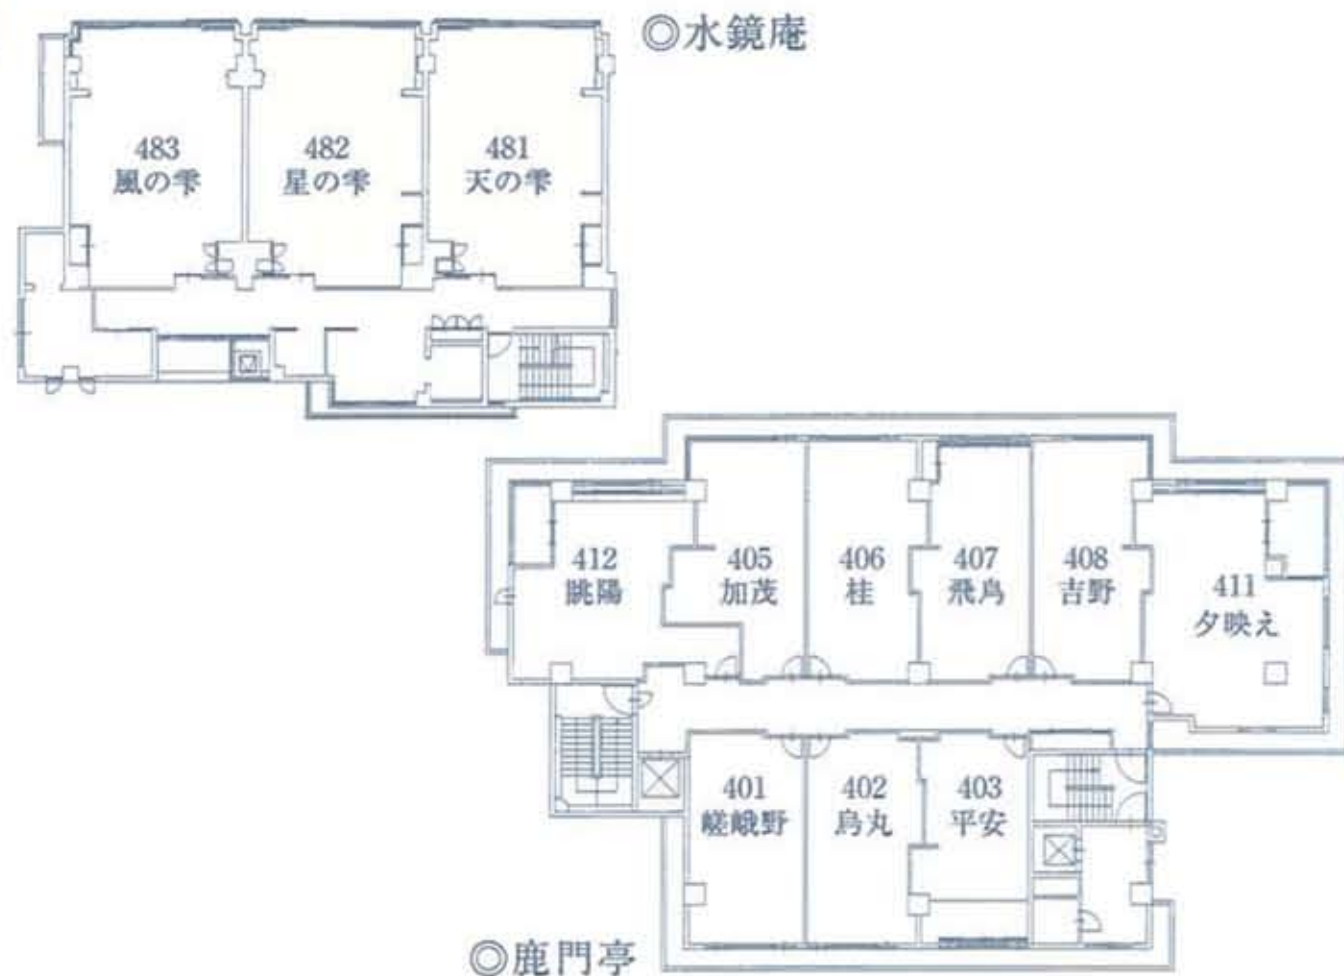 ◎水鏡庵
483
風の雫
482
星の雫
481
天の雫
412
眺陽
405
加茂
406
桂
407
飛鳥
408
吉野
411
夕映え
401
嵯峨野
402
烏丸
403
平安
◎鹿門亭